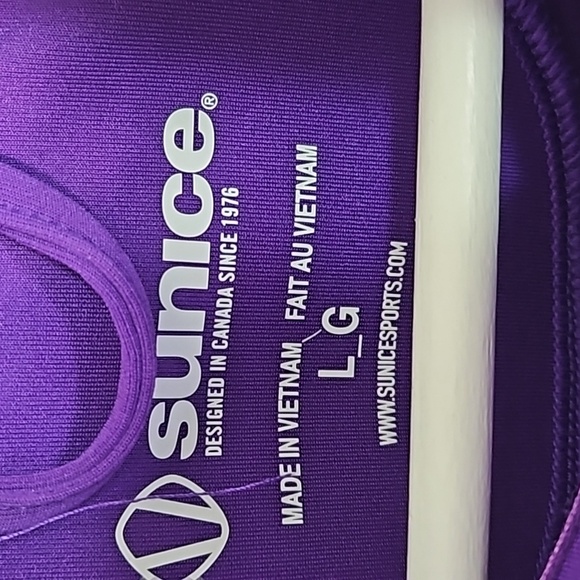 sunice®
DESIGNED IN CANADA SINCE 1976
MADE IN VIETNAM FAIT AU VIETNAM
L_G
WWW.SUNICESPORTS.COM